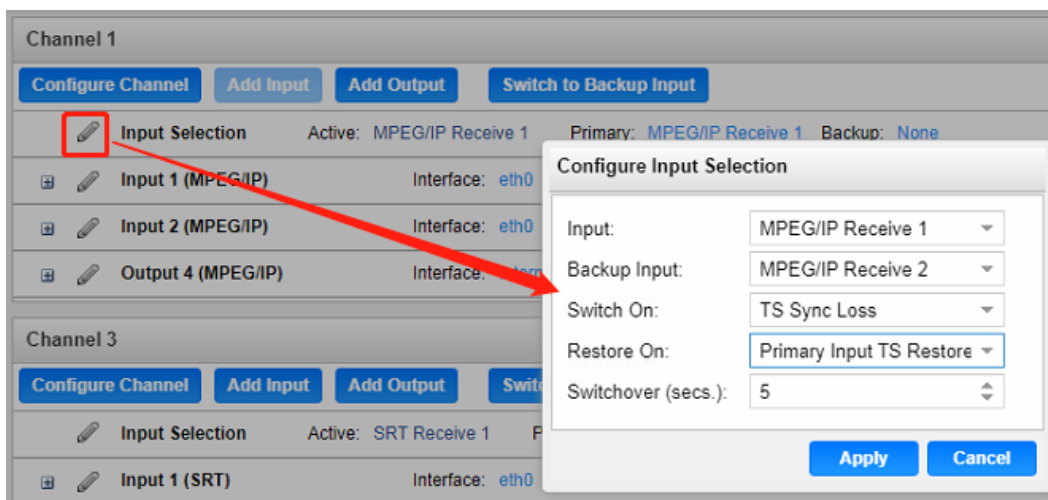 Channel 1
Configure Channel Add Input Add Output Switch to Backup Input
Input Selection Active: MPEG/IP Receive 1 Primary: MPEG/IP Receive 1 Backup: None
Input 1 (MPEG/IP) Interface: eth0
Input 2 (MPEG/IP) Interface: eth0
Output 4 (MPEG/IP) Interface:
Channel 3
Configure Channel Add Input Add Output
Input Selection Active: SRT Receive 1
Input 1 (SRT) Interface: eth0
Configure Input Selection
Input: MPEG/IP Receive 1
Backup Input: MPEG/IP Receive 2
Switch On: TS Sync Loss
Restore On: Primary Input TS Restore
Switchover (secs.): 5
Apply Cancel